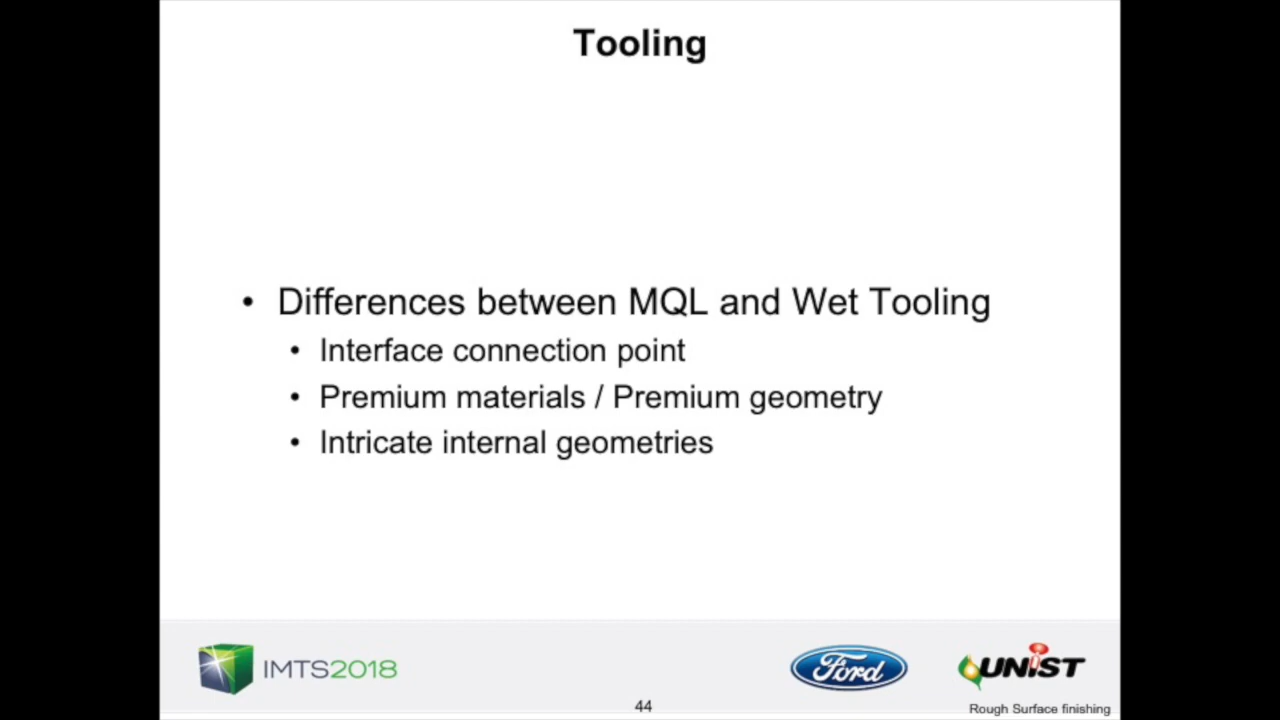 Tooling
• Differences between MQL and Wet Tooling
• Interface connection point
• Premium materials / Premium geometry
• Intricate internal geometries
IMTS2018
Ford
UNIST
44
Rough Surface finishing